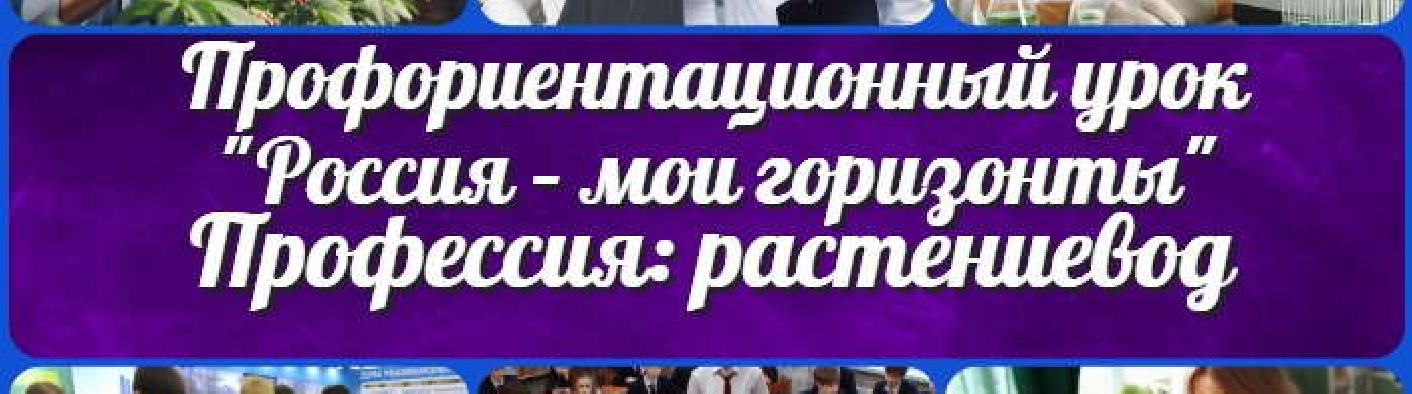 Профориентационный урок
"Россия – мои горизонты"
Профессия: растениевод